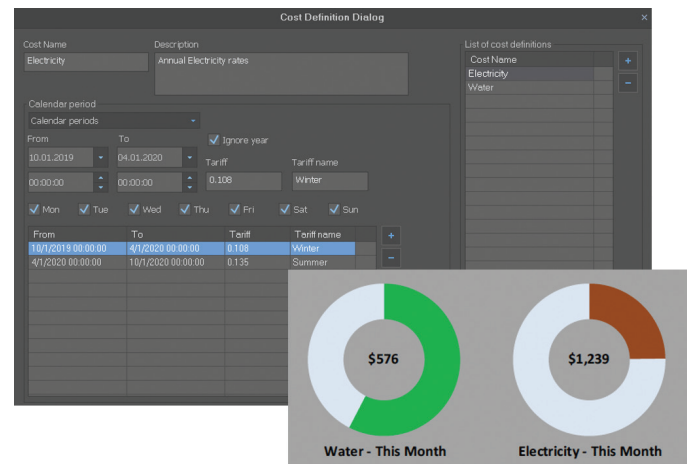 Cost Definition Dialog ×
Cost Name
Description
Electricity
Annual Electricity rates
Calendar period
Calendar periods
From
To
Ignore year
10.01.2019
04.01.2020
Tariff
Tariff name
00:00:00
00:00:00
0.108
Winter
Mon Tue Wed Thu Fri Sat Sun
From To Tariff Tariff name +
10/1/2019 00:00:00 4/1/2020 00:00:00 0.108 Winter
4/1/2020 00:00:00 10/1/2020 00:00:00 0.135 Summer −
List of cost definitions
Cost Name +
Electricity
Water −
$576
Water - This Month
$1,239
Electricity - This Month